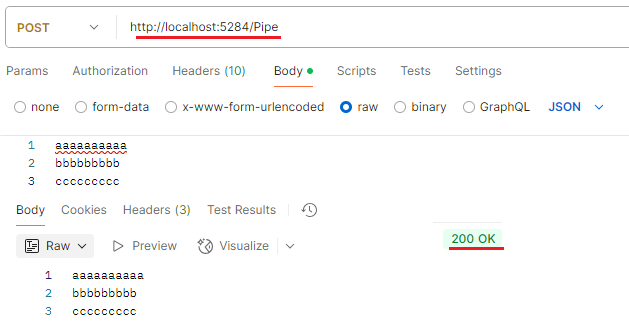 POST http://localhost:5284/Pipe
Params Authorization Headers (10) Body Scripts Tests Settings
none form-data x-www-form-urlencoded raw binary GraphQL JSON
1 aaaaaaaaaa
2 bbbbbbbbb
3 ccccccccc
Body Cookies Headers (3) Test Results
Raw Preview Visualize 200 OK
1 aaaaaaaaaa
2 bbbbbbbbb
3 ccccccccc